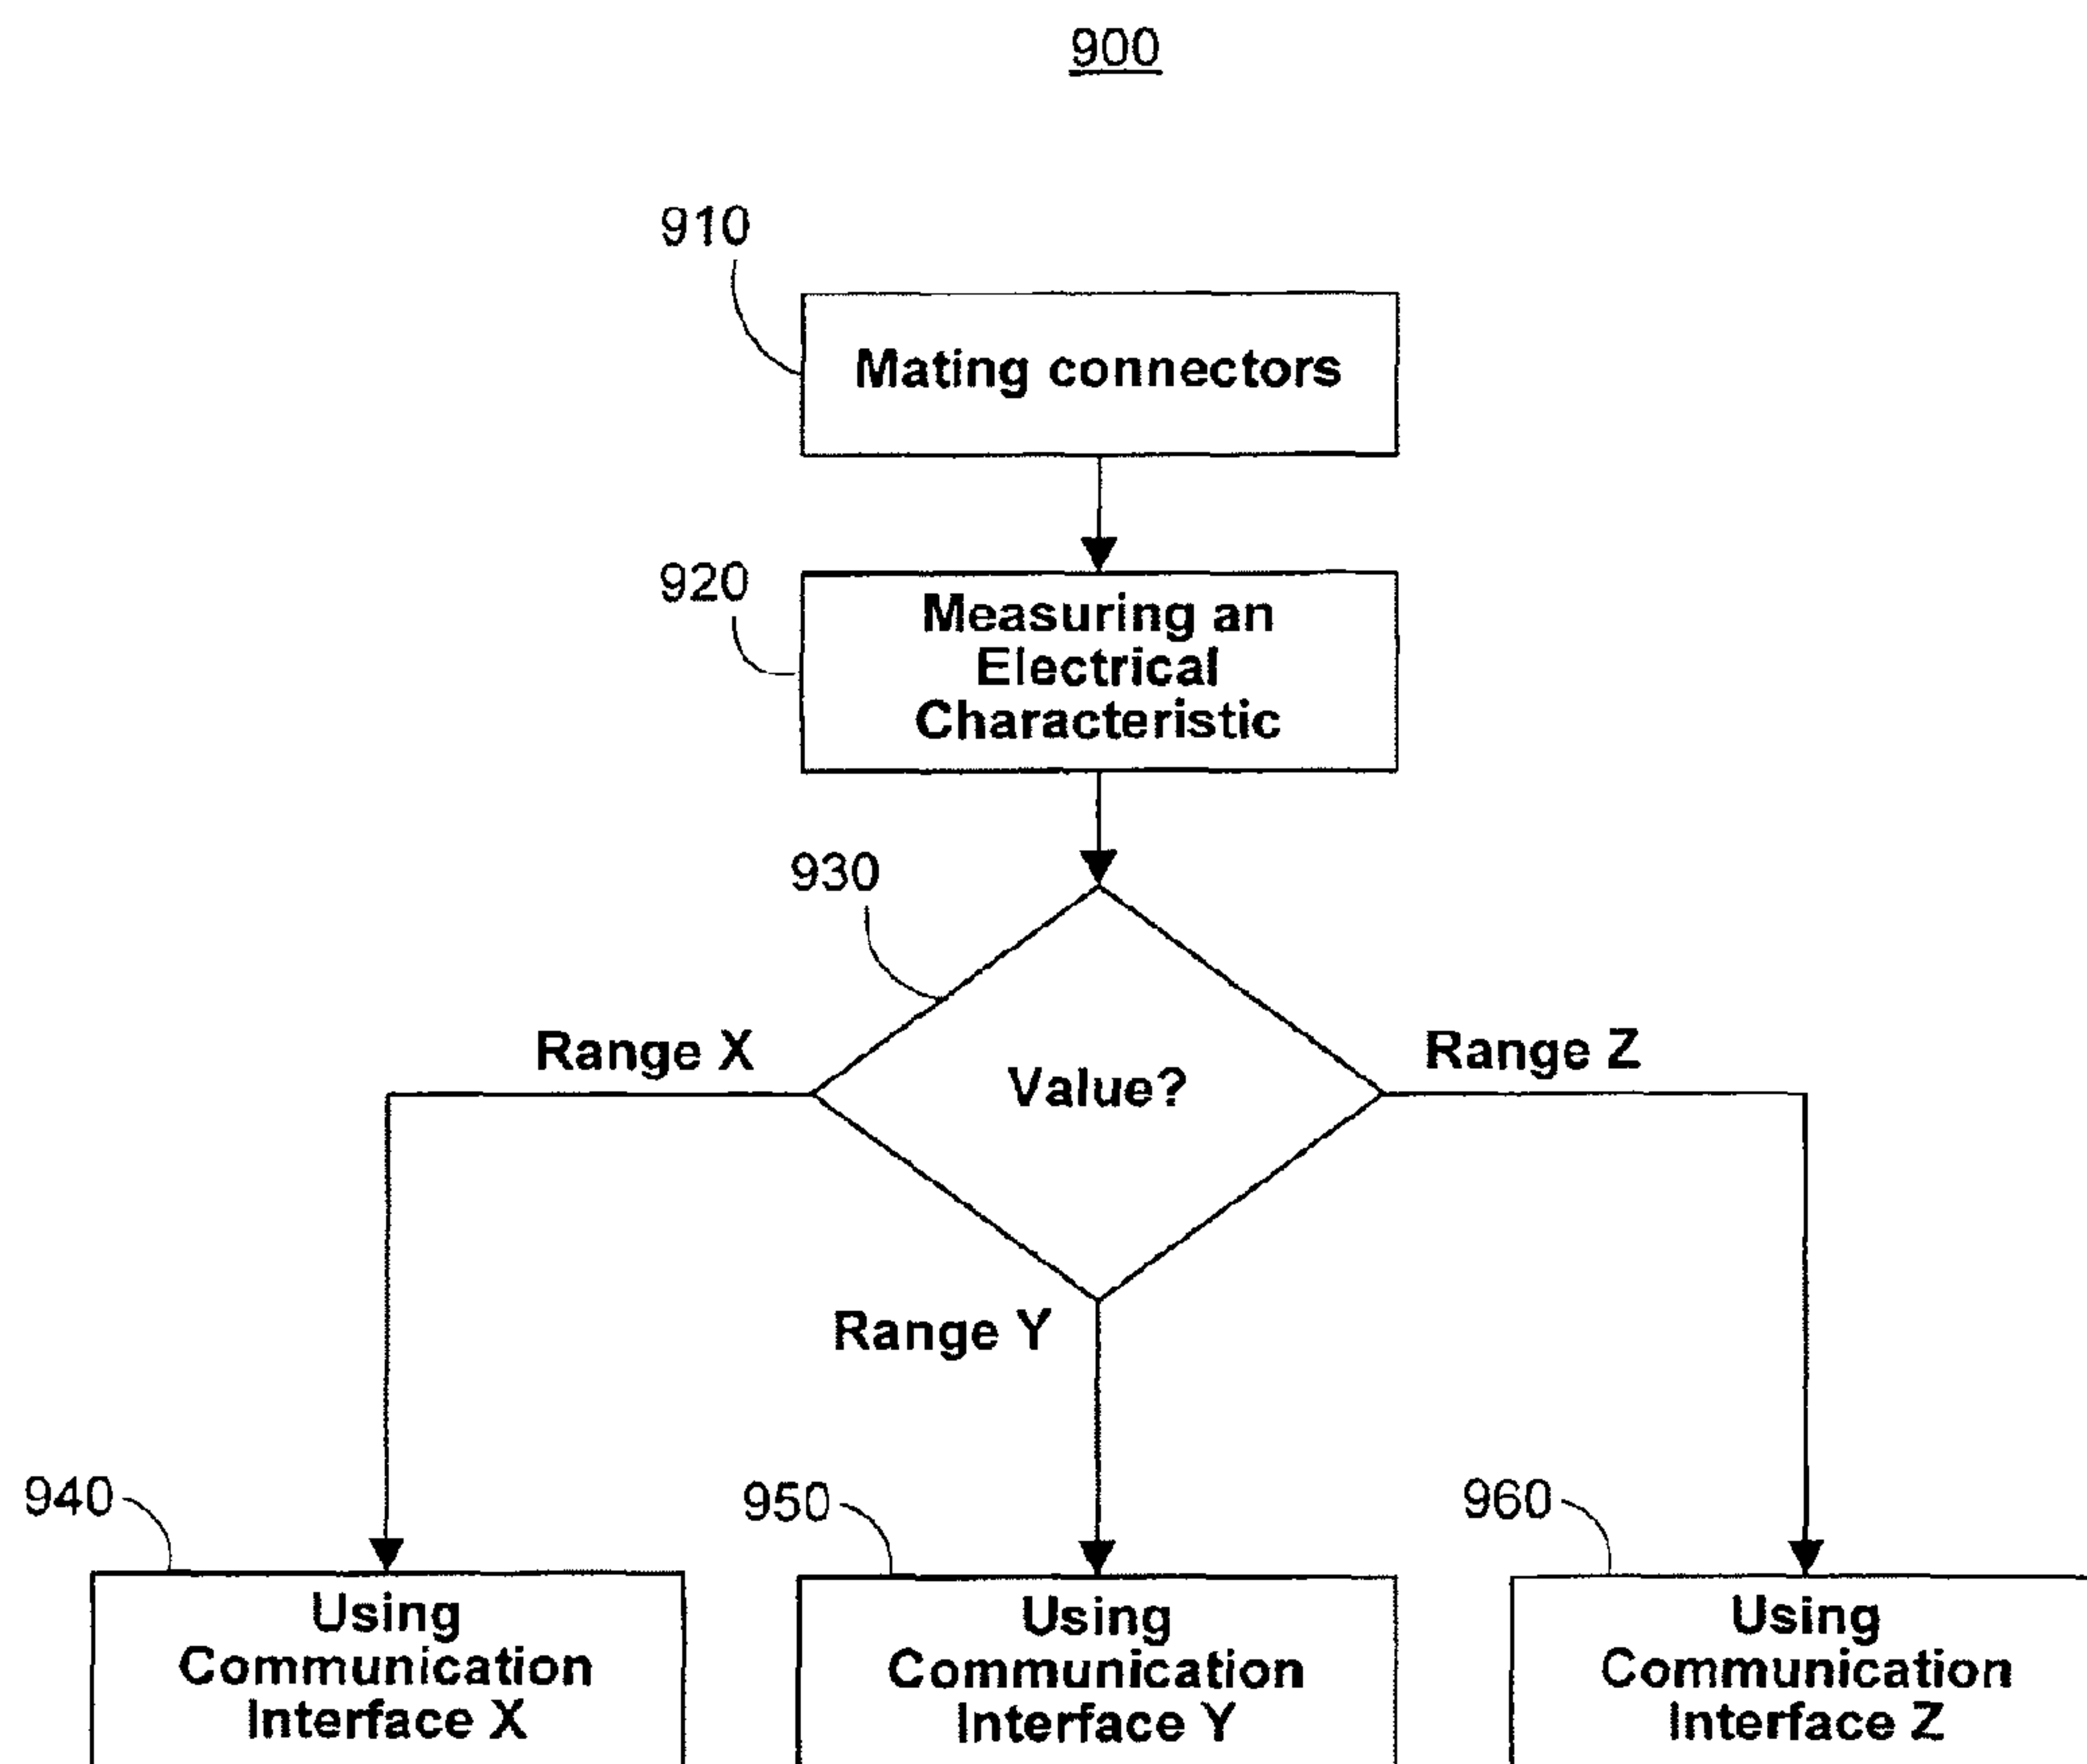 900
910
Mating connectors
920
Measuring an
Electrical
Characteristic
930
Range X
Value?
Range Z
Range Y
940
Using
Communication
Interface X
950
Using
Communication
Interface Y
960
Using
Communication
Interface Z